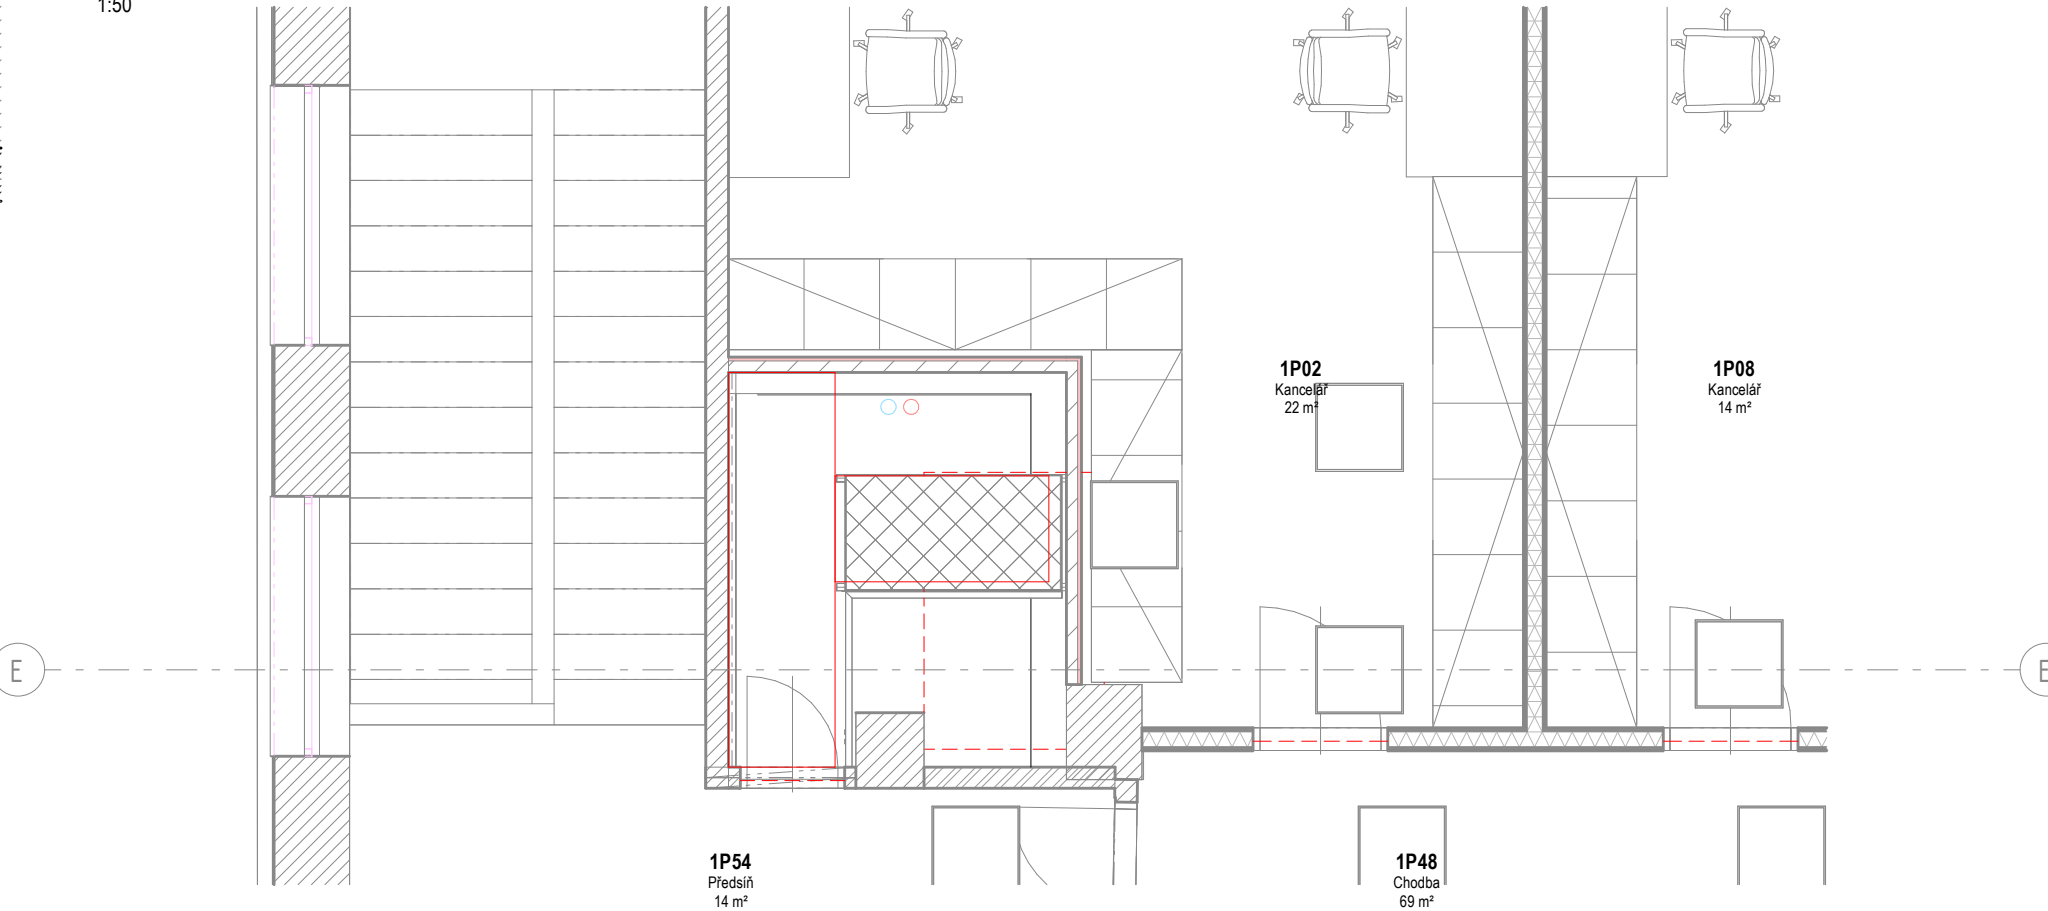 1:50
1P02
Kancelář
22 m²
1P08
Kancelář
14 m²
E
E
1P54
Předsíň
14 m²
1P48
Chodba
69 m²